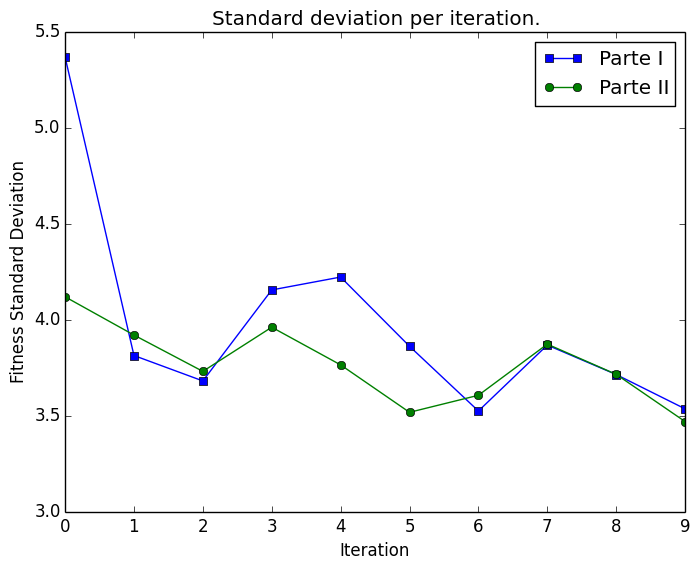 Standard deviation per iteration.
5.5
5.0
4.5
4.0
3.5
3.0
Fitness Standard Deviation
Parte I
Parte II
0 1 2 3 4 5 6 7 8 9
Iteration